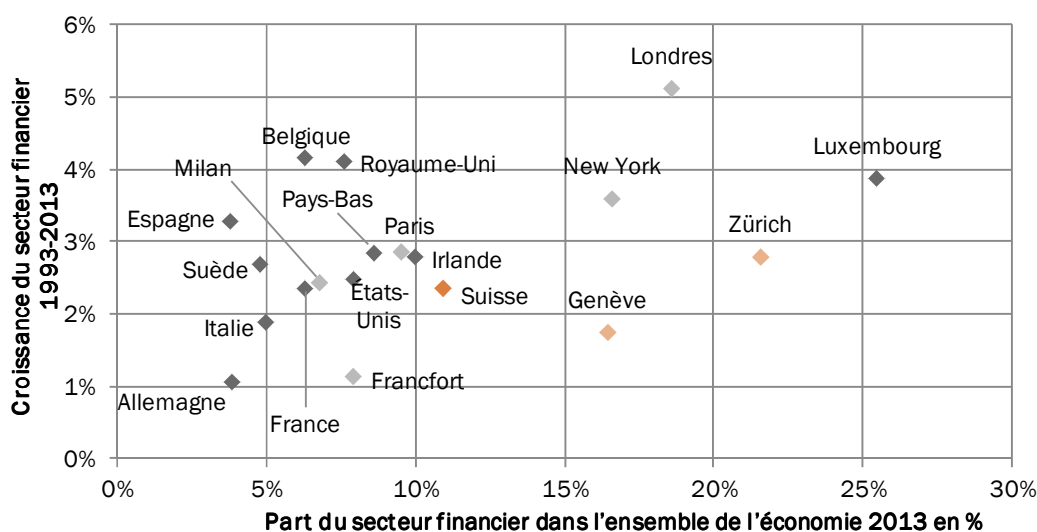 6%
5%
4%
3%
2%
1%
0%
Croissance du secteur financier
1993-2013
Londres
Belgique
Luxembourg
Milan
Royaume-Uni
New York
Pays-Bas
Espagne
Paris
Zürich
Suède
Irlande
États-
Unis
Suisse
Genève
Italie
Francfort
Allemagne
France
0%
5%
10%
15%
20%
25%
30%
Part du secteur financier dans l'ensemble de l'économie 2013 en %